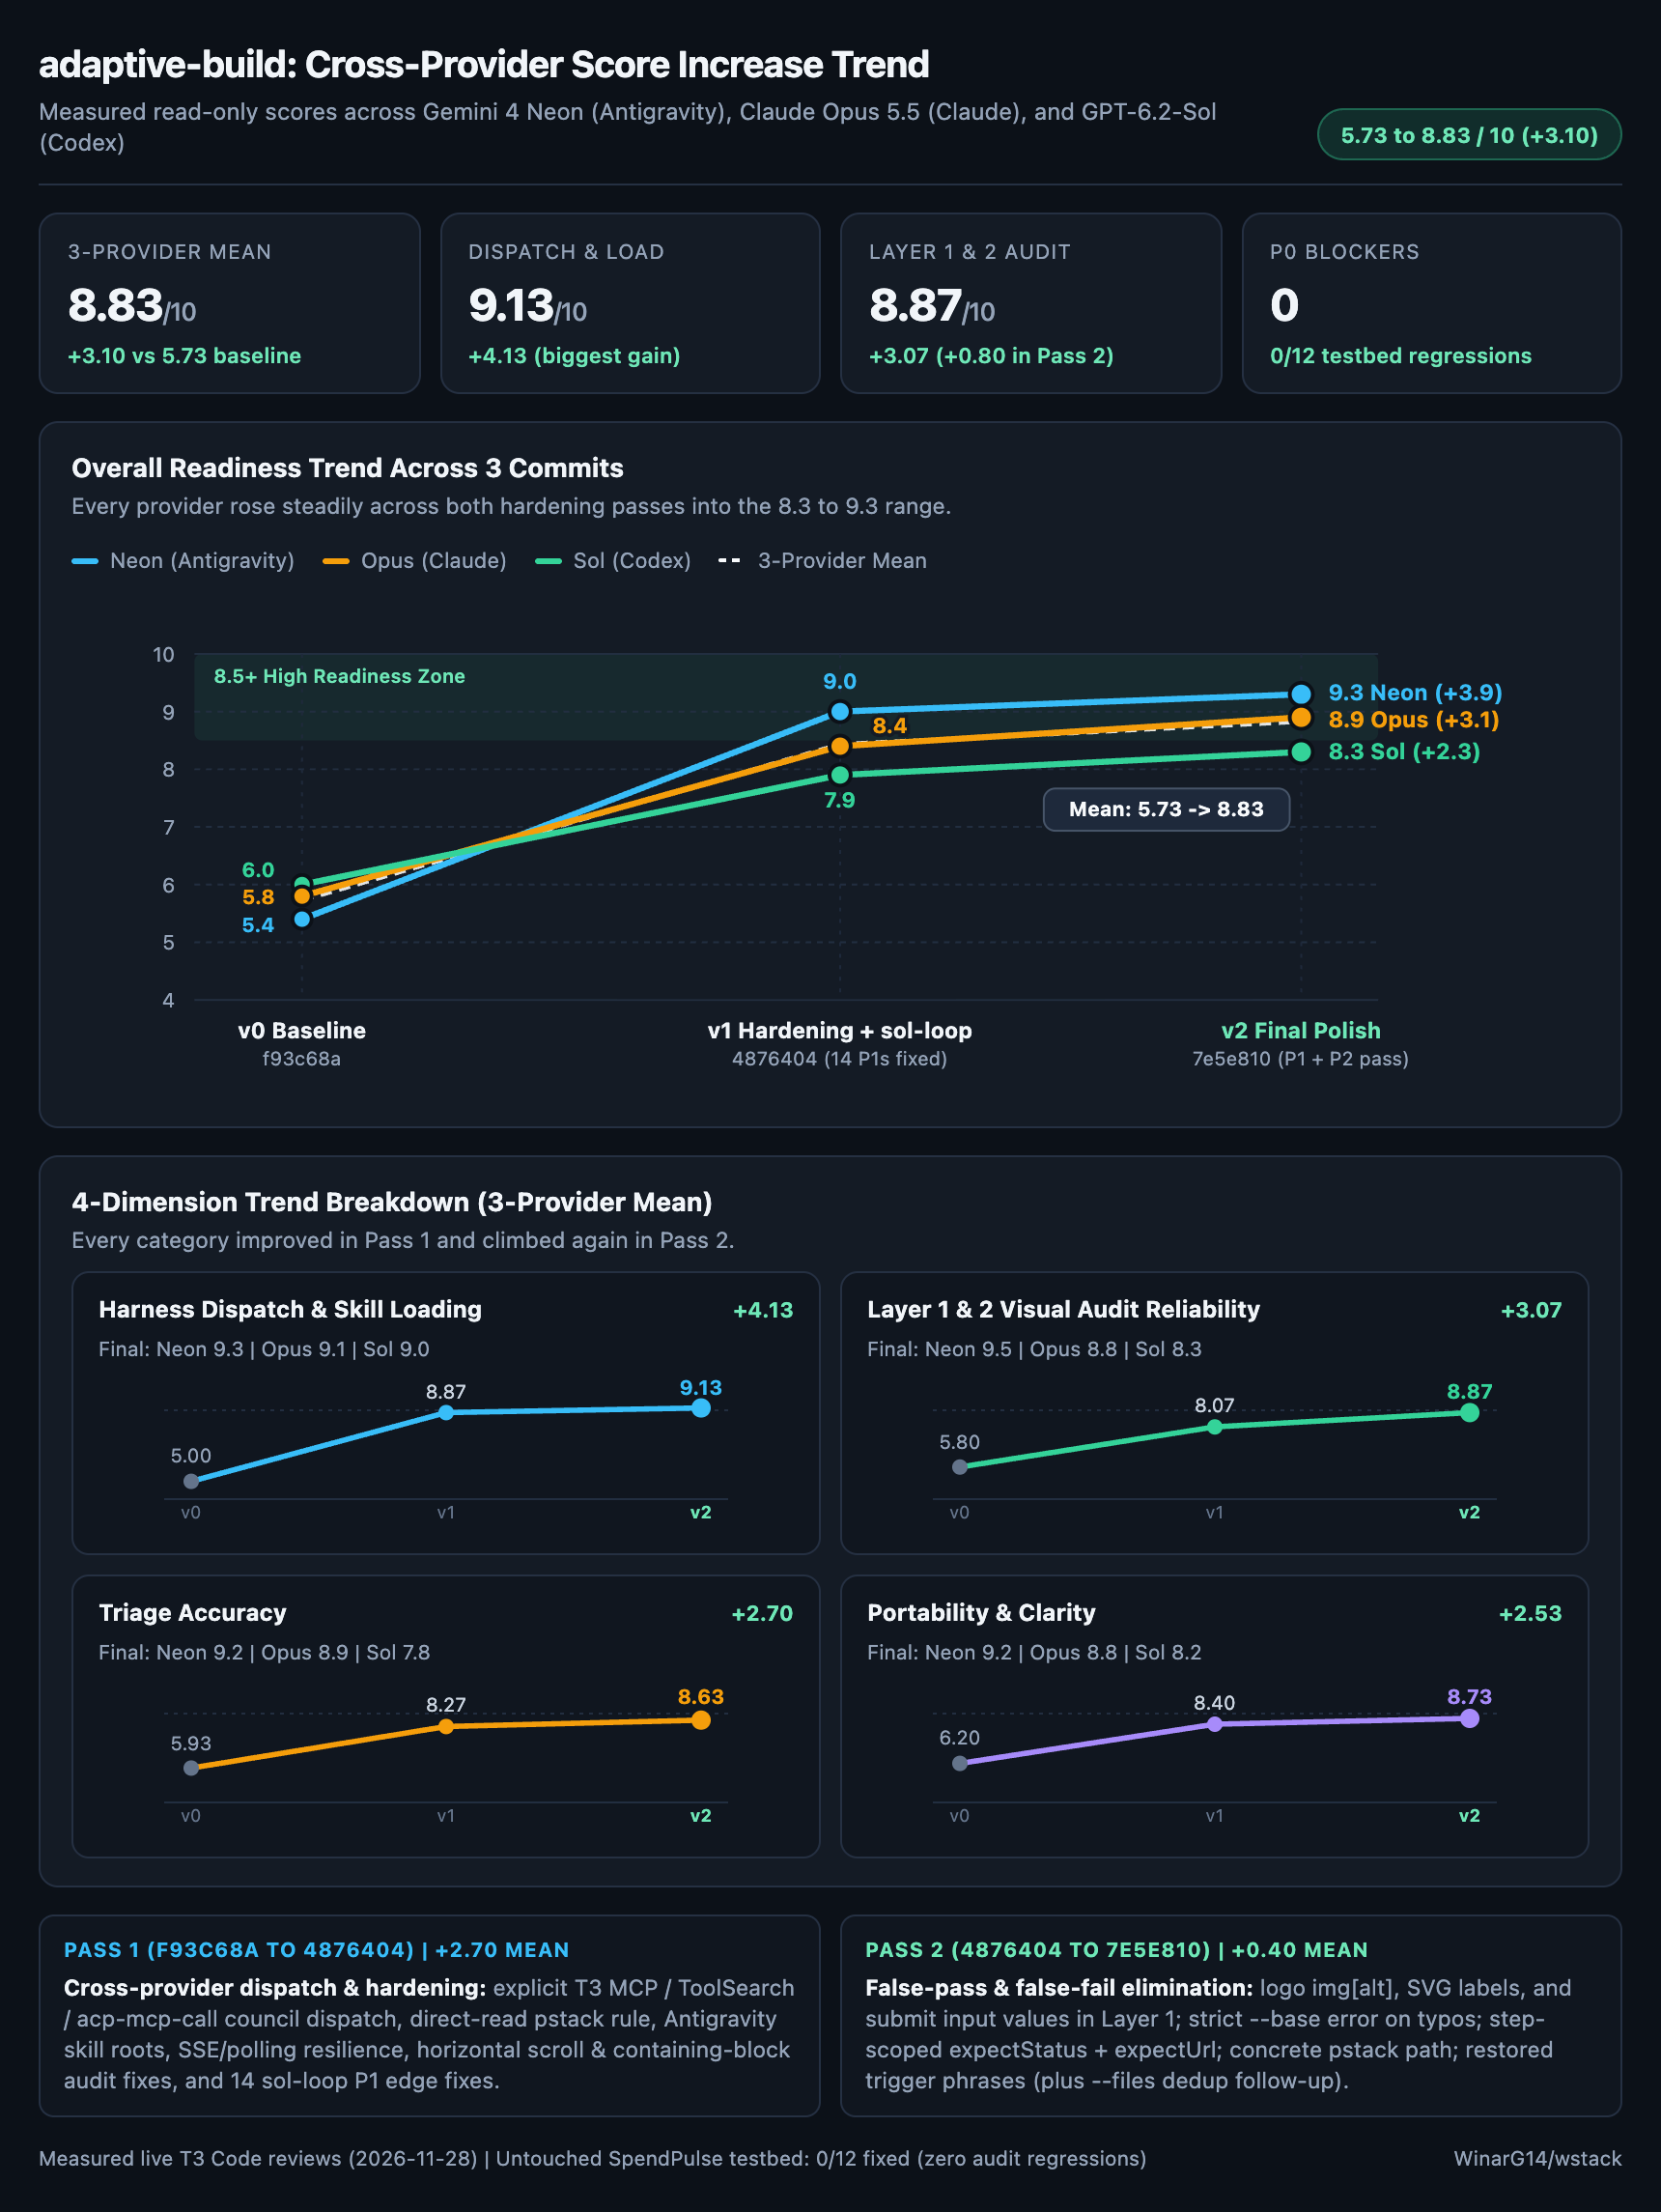 adaptive-build: Cross-Provider Score Increase Trend
Measured read-only scores across Gemini 4 Neon (Antigravity), Claude Opus 5.5 (Claude), and GPT-6.2-Sol
(Codex)
5.73 to 8.83 / 10 (+3.10)
3-PROVIDER MEAN
8.83/10
+3.10 vs 5.73 baseline
DISPATCH & LOAD
9.13/10
+4.13 (biggest gain)
LAYER 1 & 2 AUDIT
8.87/10
+3.07 (+0.80 in Pass 2)
P0 BLOCKERS
0
0/12 testbed regressions
Overall Readiness Trend Across 3 Commits
Every provider rose steadily across both hardening passes into the 8.3 to 9.3 range.
Neon (Antigravity)
Opus (Claude)
Sol (Codex)
3-Provider Mean
10
9
8
7
6
5
4
8.5+ High Readiness Zone
6.0
5.8
5.4
9.0
8.4
7.9
9.3 Neon (+3.9)
8.9 Opus (+3.1)
8.3 Sol (+2.3)
Mean: 5.73 -> 8.83
v0 Baseline
f93c68a
v1 Hardening + sol-loop
4876404 (14 P1s fixed)
v2 Final Polish
7e5e810 (P1 + P2 pass)
4-Dimension Trend Breakdown (3-Provider Mean)
Every category improved in Pass 1 and climbed again in Pass 2.
Harness Dispatch & Skill Loading
+4.13
Final: Neon 9.3 | Opus 9.1 | Sol 9.0
5.00
8.87
9.13
v0
v1
v2
Layer 1 & 2 Visual Audit Reliability
+3.07
Final: Neon 9.5 | Opus 8.8 | Sol 8.3
5.80
8.07
8.87
v0
v1
v2
Triage Accuracy
+2.70
Final: Neon 9.2 | Opus 8.9 | Sol 7.8
5.93
8.27
8.63
v0
v1
v2
Portability & Clarity
+2.53
Final: Neon 9.2 | Opus 8.8 | Sol 8.2
6.20
8.40
8.73
v0
v1
v2
PASS 1 (F93C68A TO 4876404) | +2.70 MEAN
Cross-provider dispatch & hardening: explicit T3 MCP / ToolSearch
/ acp-mcp-call council dispatch, direct-read pstack rule, Antigravity
skill roots, SSE/polling resilience, horizontal scroll & containing-block
audit fixes, and 14 sol-loop P1 edge fixes.
PASS 2 (4876404 TO 7E5E810) | +0.40 MEAN
False-pass & false-fail elimination: logo img[alt], SVG labels, and
submit input values in Layer 1; strict --base error on typos; step-
scoped expectStatus + expectUrl; concrete pstack path; restored
trigger phrases (plus --files dedup follow-up).
Measured live T3 Code reviews (2026-11-28) | Untouched SpendPulse testbed: 0/12 fixed (zero audit regressions)
WinarG14/wstack